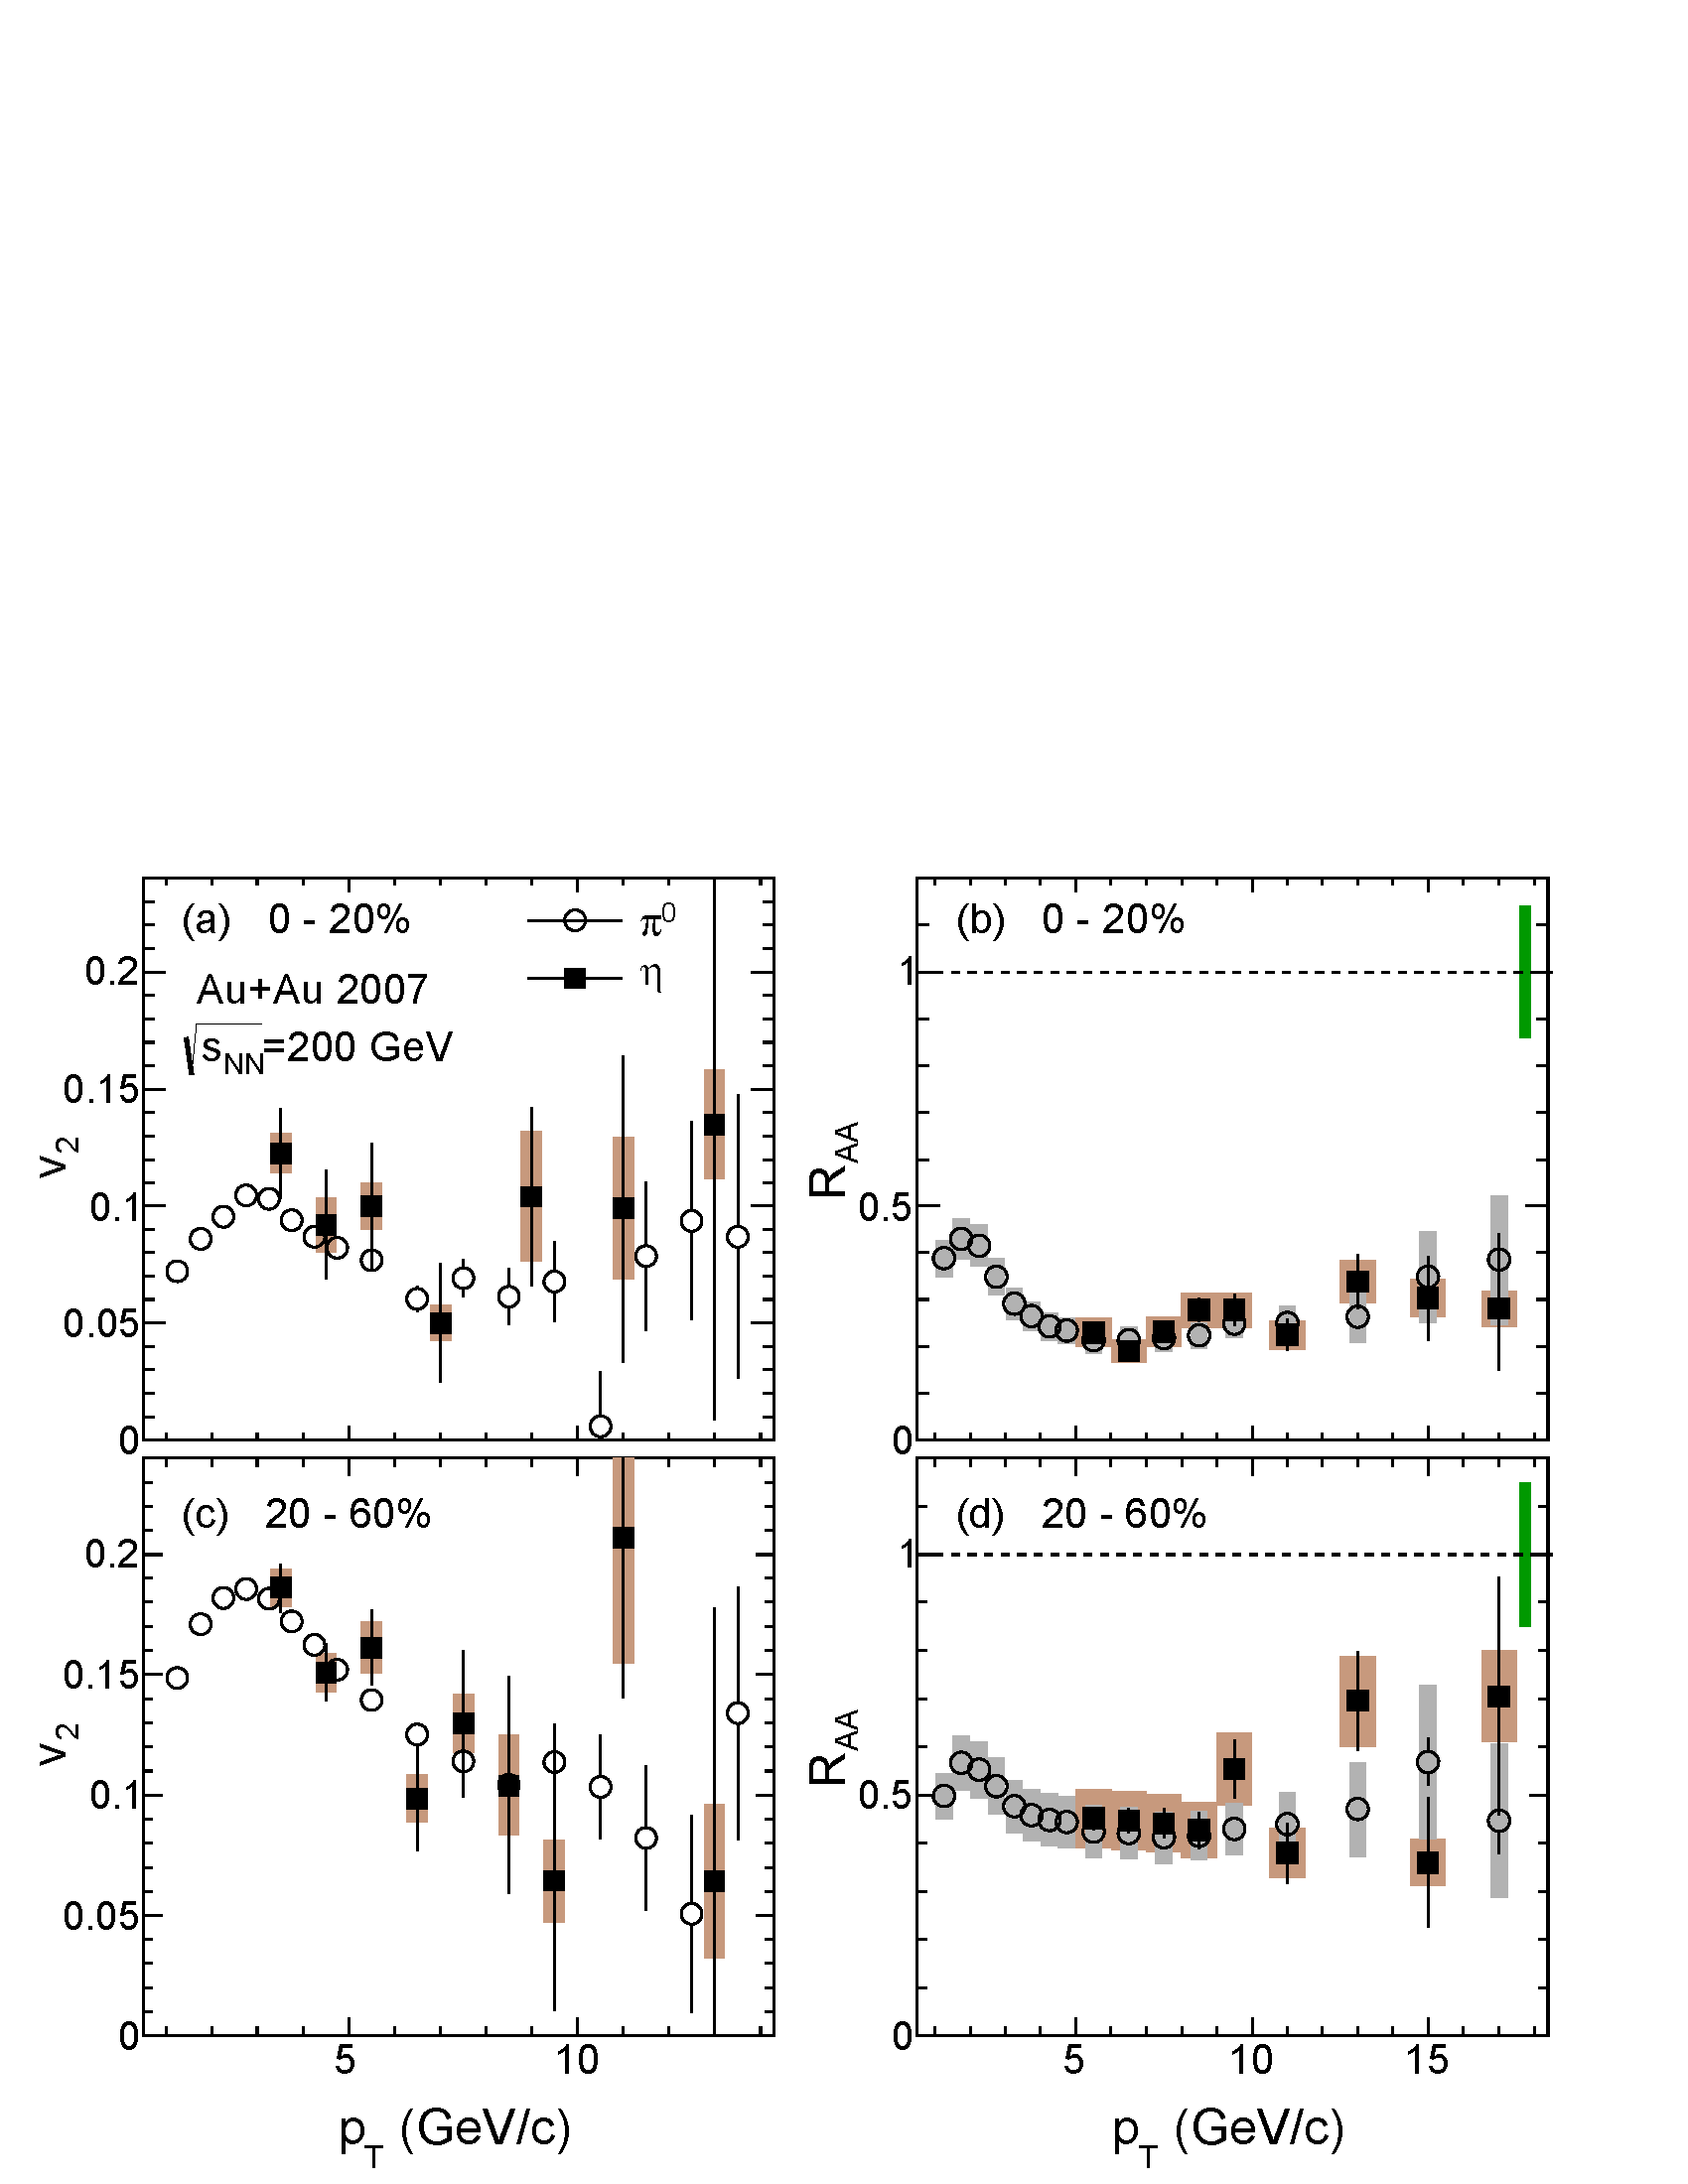 (a) 0 - 20%
π0
η
Au+Au 2007
√sNN=200 GeV
v2
0.2
0.15
0.1
0.05
0
(b) 0 - 20%
RAA
1
0.5
0
(c) 20 - 60%
v2
0.2
0.15
0.1
0.05
0
5 10
pT (GeV/c)
(d) 20 - 60%
RAA
1
0.5
0
5 10 15
pT (GeV/c)